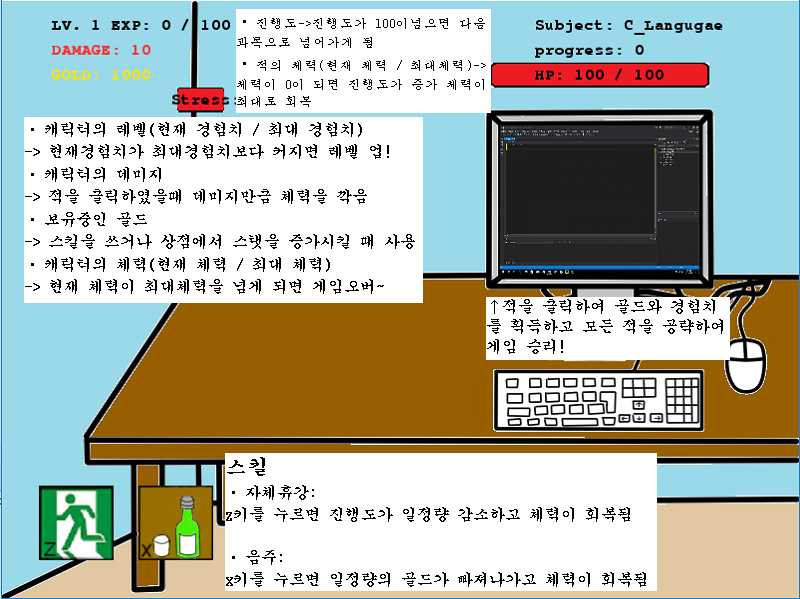 LV. 1 EXP: 0 / 100
DAMAGE: 10
GOLD: 1000
Stress:
· 진행도->진행도가 100이넘으면 다음
과목으로 넘어가게 됨
· 적의 체력(현재 체력 / 최대체력)->
체력이 0이 되면 진행도가 증가 체력이
최대로 회복
Subject: C_Langugae
progress: 0
HP: 100 / 100
· 캐릭터의 레벨(현재 경험치 / 최대 경험치)
-> 현재경험치가 최대경험치보다 커지면 레벨 업!
· 캐릭터의 데미지
-> 적을 클릭하였을때 데미지만큼 체력을 깎음
· 보유중인 골드
-> 스킬을 쓰거나 상점에서 스탯을 증가시킬 때 사용
· 캐릭터의 체력(현재 체력 / 최대 체력)
-> 현재 체력이 최대체력을 넘게 되면 게임오버~
↑적을 클릭하여 골드와 경험치
를 획득하고 모든 적을 공략하여
게임 승리!
스킬
· 자체휴강:
z키를 누르면 진행도가 일정량 감소하고 체력이 회복됨
· 음주:
x키를 누르면 일정량의 골드가 빠져나가고 체력이 회복됨
Z
X